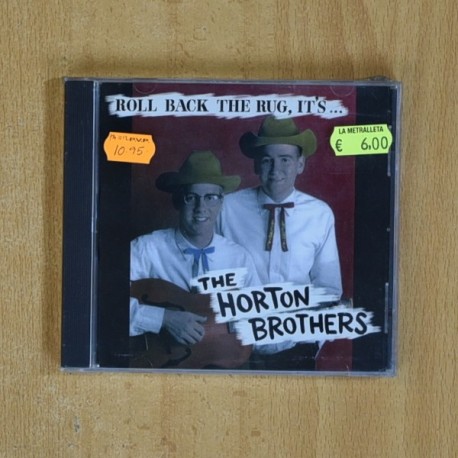 ROLL BACK THE RUG, IT'S...
10.95
LA METRALLETA
€ 6,00
THE
HORTON
BROTHERS